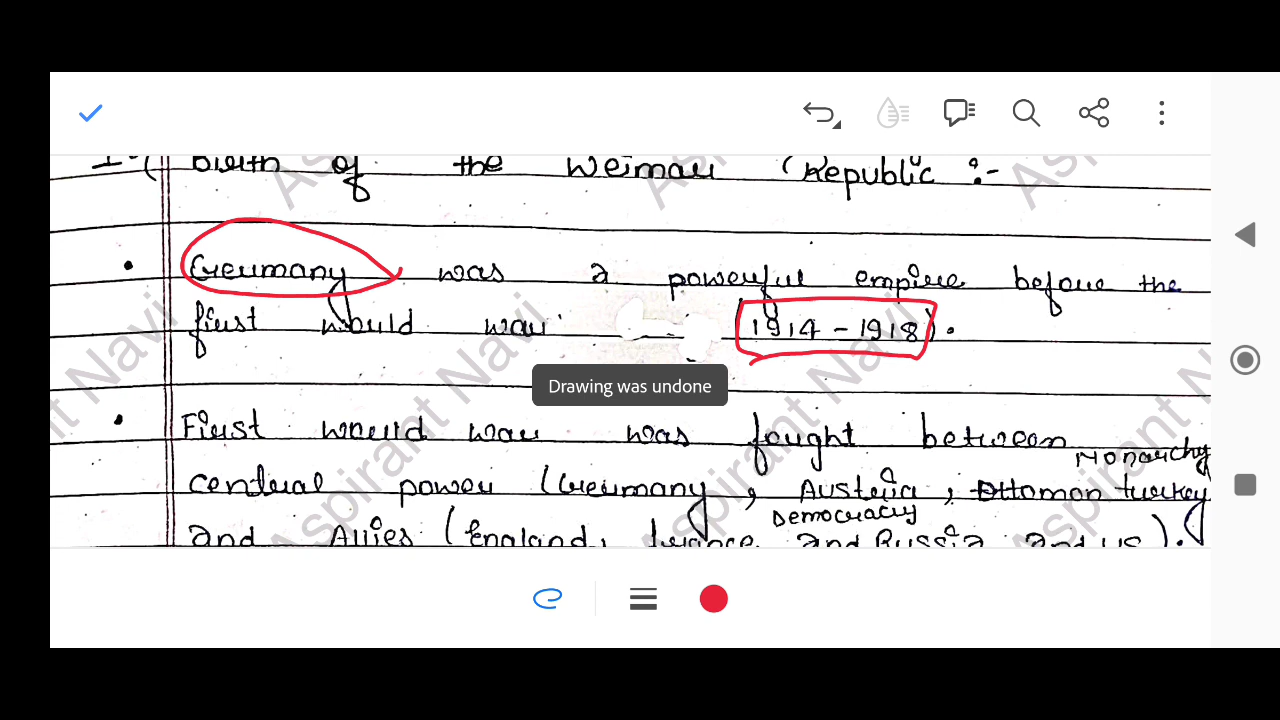 I. Birth of the Weimar Republic :-
• Germany was a powerful empire before the
first world war (1914 - 1918).
Drawing was undone
• First world war was fought between
Monarchy
central power (Germany, Austria, Ottoman turkey
Democracy
and Allies (England, france and Russia and US).
Aspirant Navi